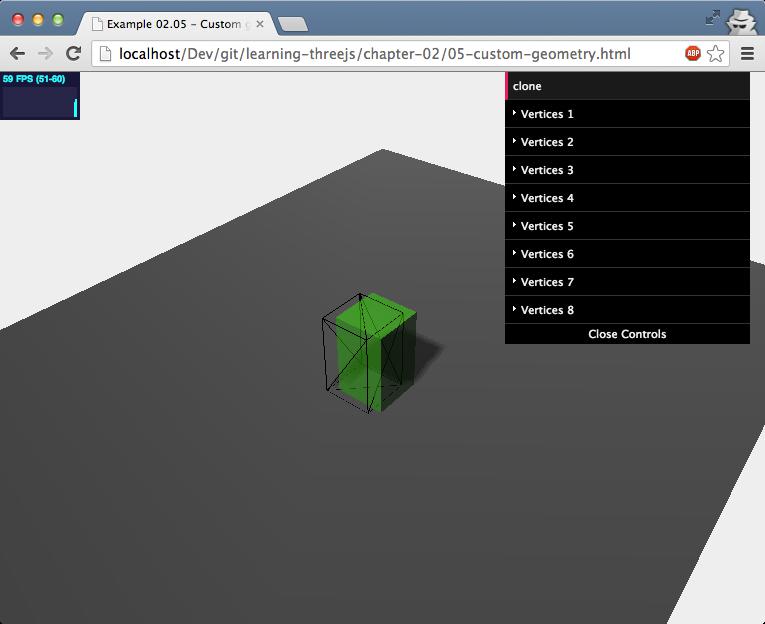 Example 02.05 - Custom g
localhost/Dev/git/learning-threejs/chapter-02/05-custom-geometry.html
ABP
59 FPS (51-60)
clone
Vertices 1
Vertices 2
Vertices 3
Vertices 4
Vertices 5
Vertices 6
Vertices 7
Vertices 8
Close Controls